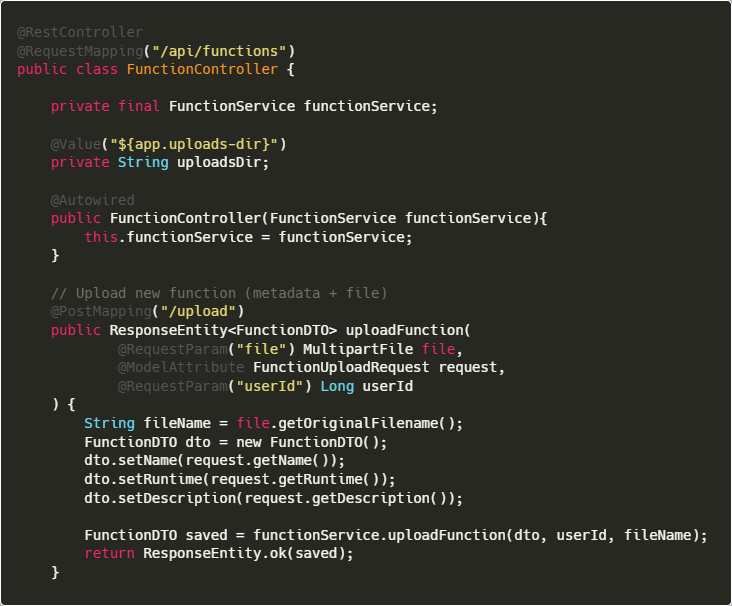 @RestController
@RequestMapping("/api/functions")
public class FunctionController {
    private final FunctionService functionService;
    @Value("${app.uploads-dir}")
    private String uploadsDir;
    @Autowired
    public FunctionController(FunctionService functionService){
        this.functionService = functionService;
    }
    // Upload new function (metadata + file)
    @PostMapping("/upload")
    public ResponseEntity<FunctionDTO> uploadFunction(
            @RequestParam("file") MultipartFile file,
            @ModelAttribute FunctionUploadRequest request,
            @RequestParam("userId") Long userId
    ) {
        String fileName = file.getOriginalFilename();
        FunctionDTO dto = new FunctionDTO();
        dto.setName(request.getName());
        dto.setRuntime(request.getRuntime());
        dto.setDescription(request.getDescription());
        FunctionDTO saved = functionService.uploadFunction(dto, userId, fileName);
        return ResponseEntity.ok(saved);
    }